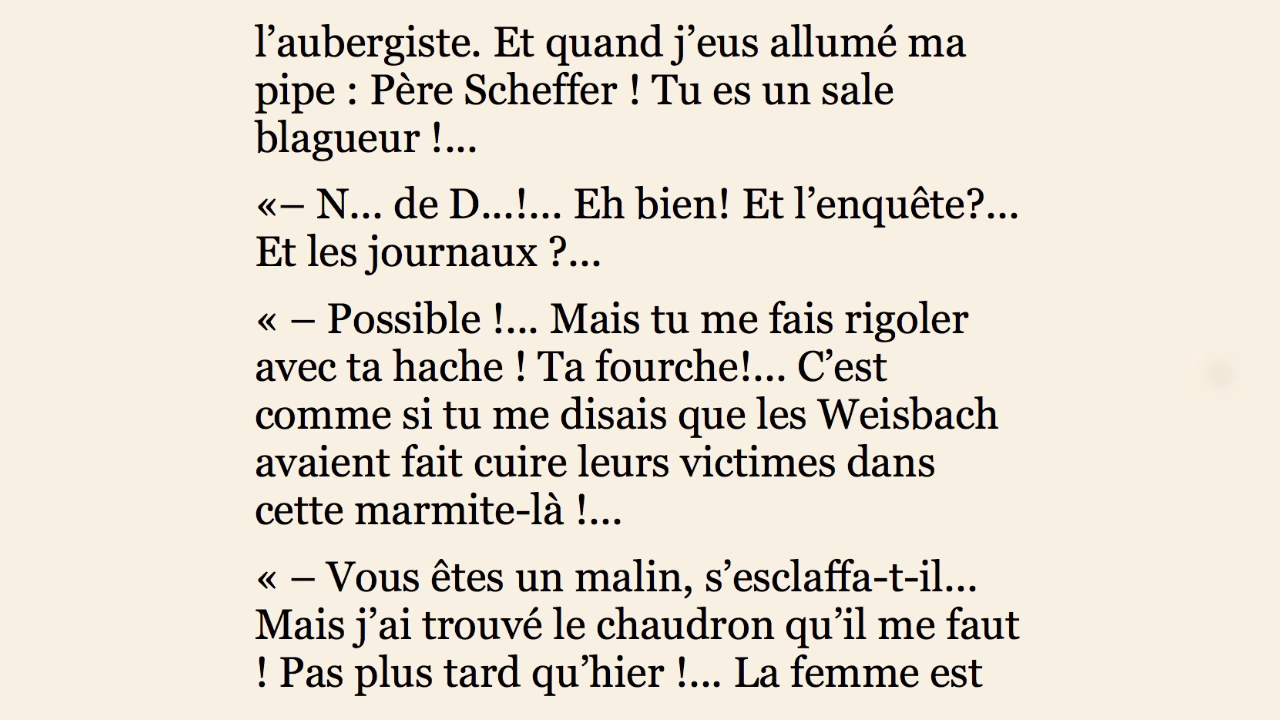 l’aubergiste. Et quand j’eus allumé ma
pipe : Père Scheffer ! Tu es un sale
blagueur !...
«– N... de D...!... Eh bien! Et l’enquête?...
Et les journaux ?...
« – Possible !... Mais tu me fais rigoler
avec ta hache ! Ta fourche!... C’est
comme si tu me disais que les Weisbach
avaient fait cuire leurs victimes dans
cette marmite-là !...
« – Vous êtes un malin, s’esclaffa-t-il...
Mais j’ai trouvé le chaudron qu’il me faut
! Pas plus tard qu’hier !... La femme est